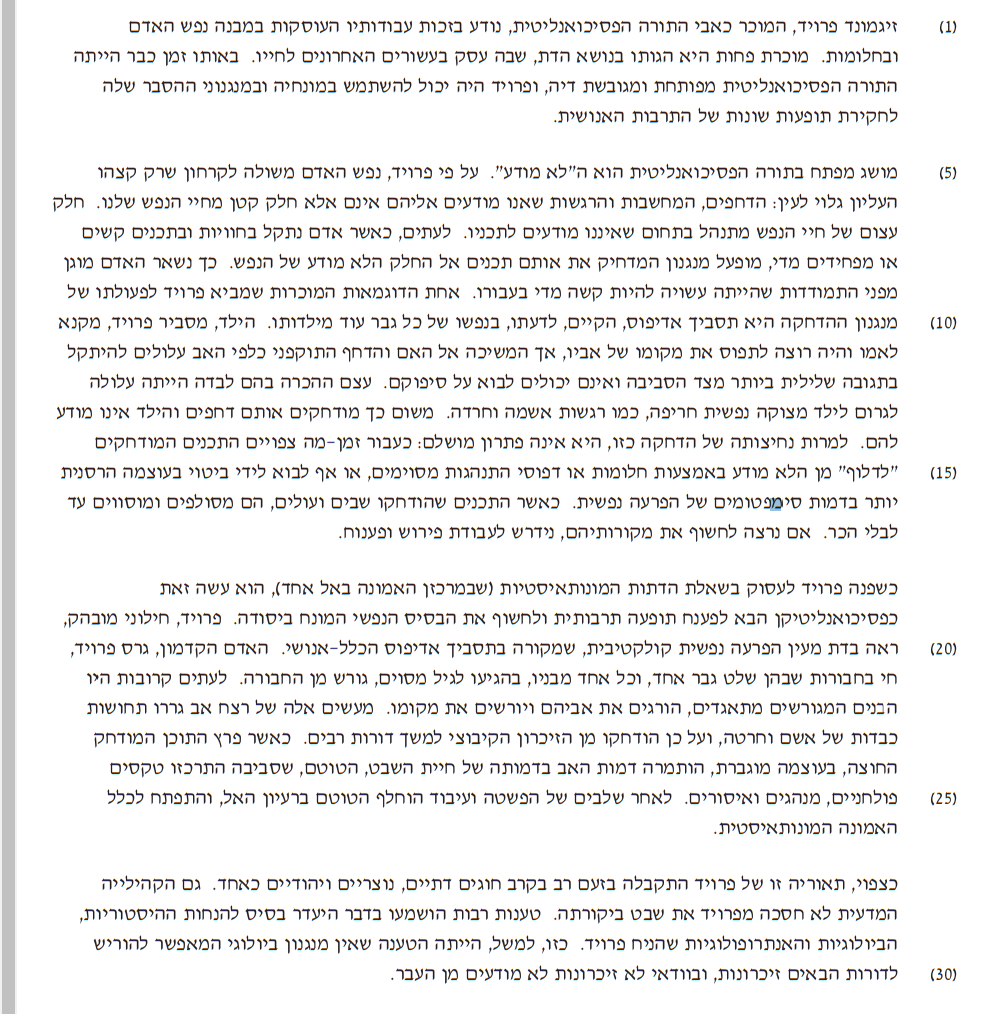 (1) זיגמונד פרויד, המוכר כאבי התורה הפסיכואנליטית, נודע בזכות עבודותיו העוסקות במבנה נפש האדם
ובחלומות. מוכרת פחות היא הגותו בנושא הדת, שבה עסק בעשורים האחרונים לחייו. באותו זמן כבר הייתה
התורה הפסיכואנליטית מפותחת ומגובשת דיה, ופרויד היה יכול להשתמש במונחיה ובמנגנוני ההסבר שלה
לחקירת תופעות שונות של התרבות האנושית.
(5) מושג מפתח בתורה הפסיכואנליטית הוא ה"לא מודע". על פי פרויד, נפש האדם משולה לקרחון שרק קצהו
העליון גלוי לעין: הדחפים, המחשבות והרגשות שאנו מודעים אליהם אינם אלא חלק קטן מחיי הנפש שלנו. חלק
עצום של חיי הנפש מתנהל בתחום שאיננו מודעים לתכניו. לעתים, כאשר אדם נתקל בחוויות ובתכנים קשים
או מפחידים מדי, מופעל מנגנון המדחיק את אותם תכנים אל החלק הלא מודע של הנפש. כך נשאר האדם מוגן
מפני התמודדות שהייתה עשויה להיות קשה מדי בעבורו. אחת הדוגמאות המוכרות שמביא פרויד לפעולתו של
(10) מנגנון ההדחקה היא תסביך אדיפוס, הקיים, לדעתו, בנפשו של כל גבר עוד מילדותו. הילד, מסביר פרויד, מקנא
לאמו והיה רוצה לתפוס את מקומו של אביו, אך המשיכה אל האם והדחף התוקפני כלפי האב עלולים להיתקל
בתגובה שלילית ביותר מצד הסביבה ואינם יכולים לבוא על סיפוקם. עצם ההכרה בהם לבדה הייתה עלולה
לגרום לילד מצוקה נפשית חריפה, כמו רגשות אשמה וחרדה. משום כך מודחקים אותם דחפים והילד אינו מודע
להם. למרות נחיצותה של הדחקה כזו, היא אינה פתרון מושלם: כעבור זמן-מה צפויים התכנים המודחקים
(15) "לדלוף" מן הלא מודע באמצעות חלומות או דפוסי התנהגות מסוימים, או אף לבוא לידי ביטוי בעוצמה הרסנית
יותר בדמות סימפטומים של הפרעה נפשית. כאשר התכנים שהודחקו שבים ועולים, הם מסולפים ומוסווים עד
לבלי הכר. אם נרצה לחשוף את מקורותיהם, נידרש לעבודת פירוש ופענוח.
כשפנה פרויד לעסוק בשאלת הדתות המונותאיסטיות (שבמרכזן האמונה באל אחד), הוא עשה זאת
כפסיכואנליטיקן הבא לפענח תופעה תרבותית ולחשוף את הבסיס הנפשי המונח ביסודה. פרויד, חילוני מובהק,
(20) ראה בדת מעין הפרעה נפשית קולקטיבית, שמקורה בתסביך אדיפוס הכלל-אנושי. האדם הקדמון, גרס פרויד,
חי בחבורות שבהן שלט גבר אחד, וכל אחד מבניו, בהגיעו לגיל מסוים, גורש מן החבורה. לעתים קרובות היו
הבנים המגורשים מתאגדים, הורגים את אביהם ויורשים את מקומו. מעשים אלה של רצח אב גררו תחושות
כבדות של אשם וחרטה, ועל כן הודחקו מן הזיכרון הקיבוצי למשך דורות רבים. כאשר פרץ התוכן המודחק
החוצה, בעוצמה מוגברת, הותמרה דמות האב בדמותה של חיית השבט, הטוטם, שסביבה התרכזו טקסים
(25) פולחניים, מנהגים ואיסורים. לאחר שלבים של הפשטה ועיבוד הוחלף הטוטם ברעיון האל, והתפתח לכלל
האמונה המונותאיסטית.
כצפוי, תאוריה זו של פרויד התקבלה בזעם רב בקרב חוגים דתיים, נוצריים ויהודיים כאחד. גם הקהילייה
המדעית לא חסכה מפרויד את שבט ביקורתה. טענות רבות הושמעו בדבר היעדר בסיס להנחות ההיסטוריות,
הביולוגיות והאנתרופולוגיות שהניח פרויד. כזו, למשל, הייתה הטענה שאין מנגנון ביולוגי המאפשר להוריש
(30) לדורות הבאים זיכרונות, ובוודאי לא זיכרונות לא מודעים מן העבר.